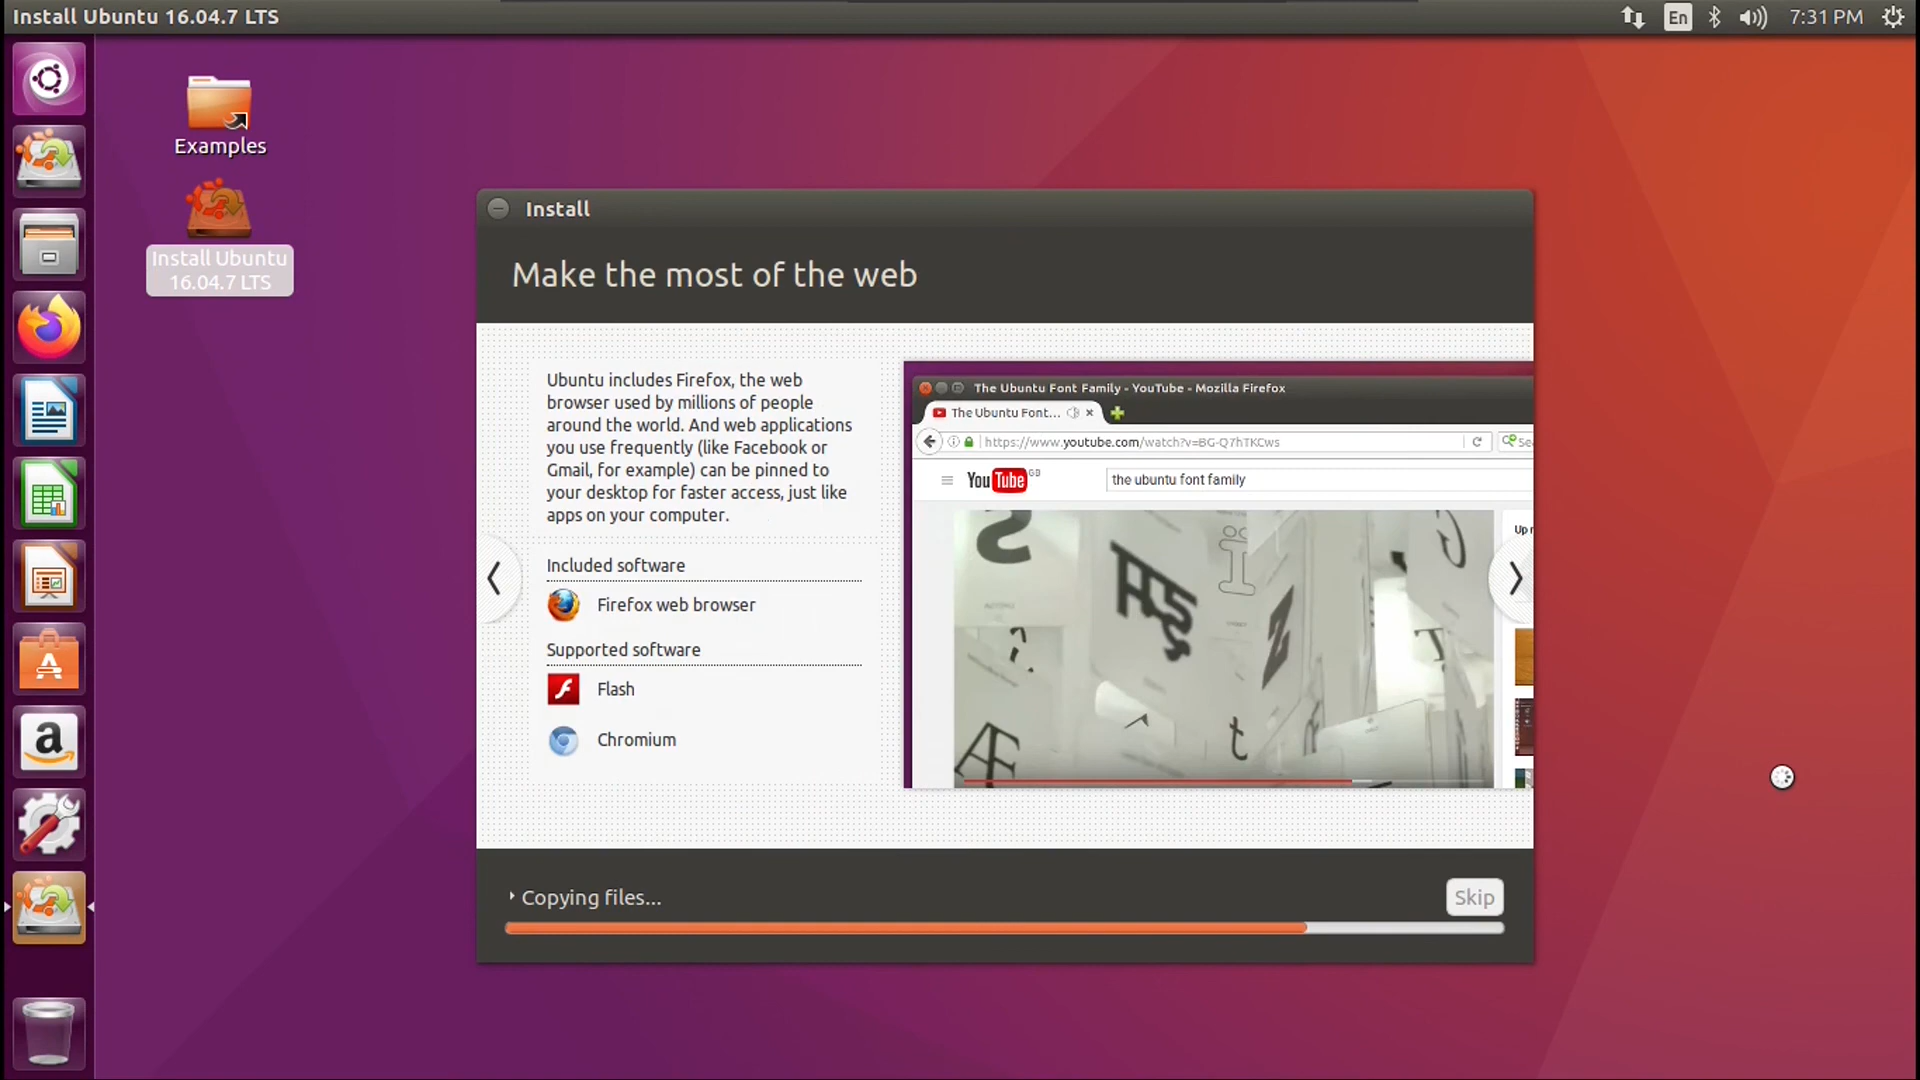 Install Ubuntu 16.04.7 LTS
En
7:31 PM
Examples
Install Ubuntu
16.04.7 LTS
Install
Make the most of the web
Ubuntu includes Firefox, the web
browser used by millions of people
around the world. And web applications
you use frequently (like Facebook or
Gmail, for example) can be pinned to
your desktop for faster access, just like
apps on your computer.
Included software
Firefox web browser
Supported software
Flash
Chromium
The Ubuntu Font Family - YouTube - Mozilla Firefox
The Ubuntu Font...
https://www.youtube.com/watch?v=BG-Q7hTKCws
YouTube GB
the ubuntu font family
Copying files...
Skip